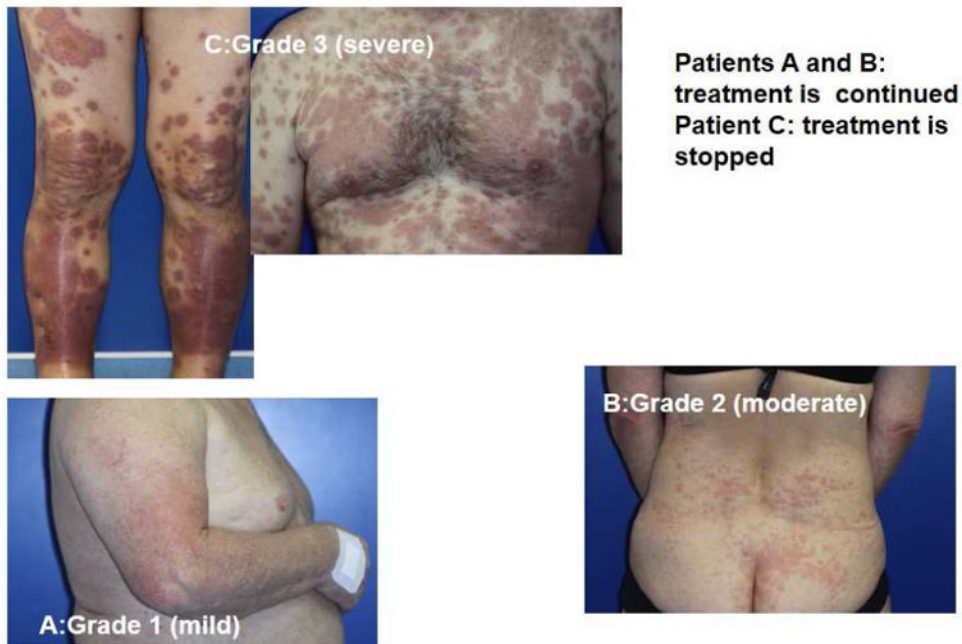 C:Grade 3 (severe)
Patients A and B:
treatment is continued
Patient C: treatment is
stopped
B:Grade 2 (moderate)
A:Grade 1 (mild)